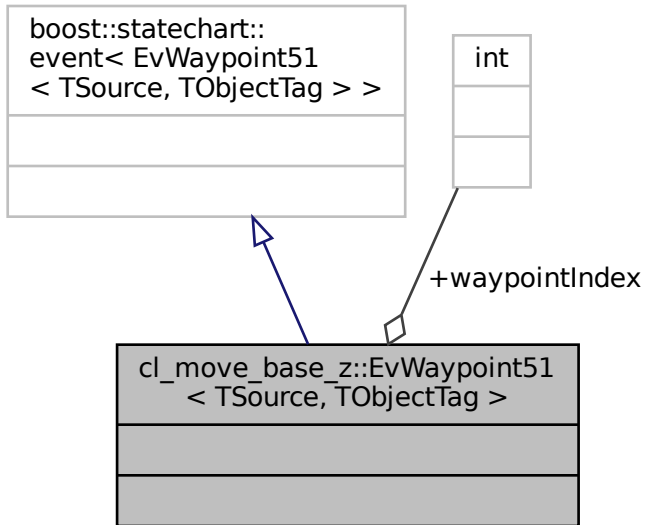 boost::statechart::
event< EvWaypoint51
< TSource, TObjectTag > >
int
+waypointIndex
cl_move_base_z::EvWaypoint51
< TSource, TObjectTag >